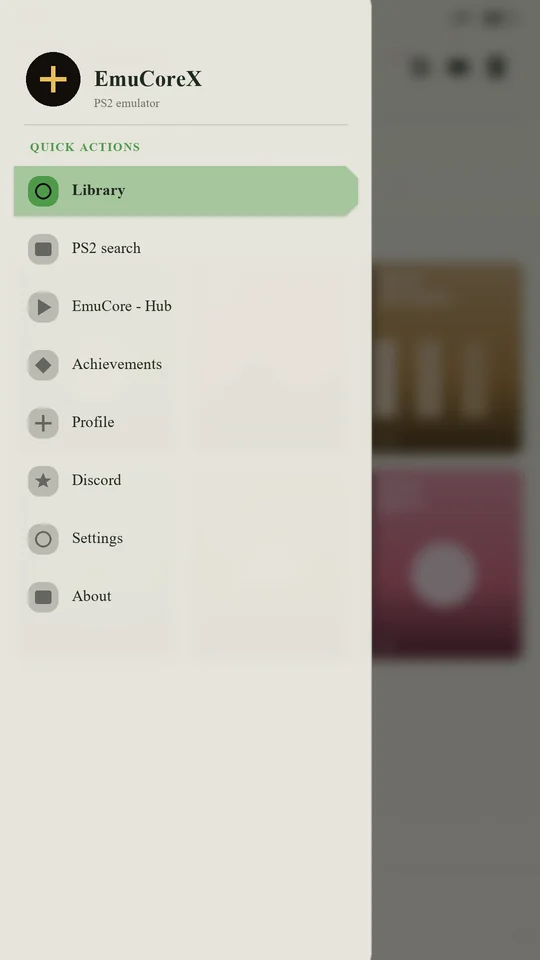 EmuCoreX
PS2 emulator
QUICK ACTIONS
Library
PS2 search
EmuCore - Hub
Achievements
Profile
Discord
Settings
About